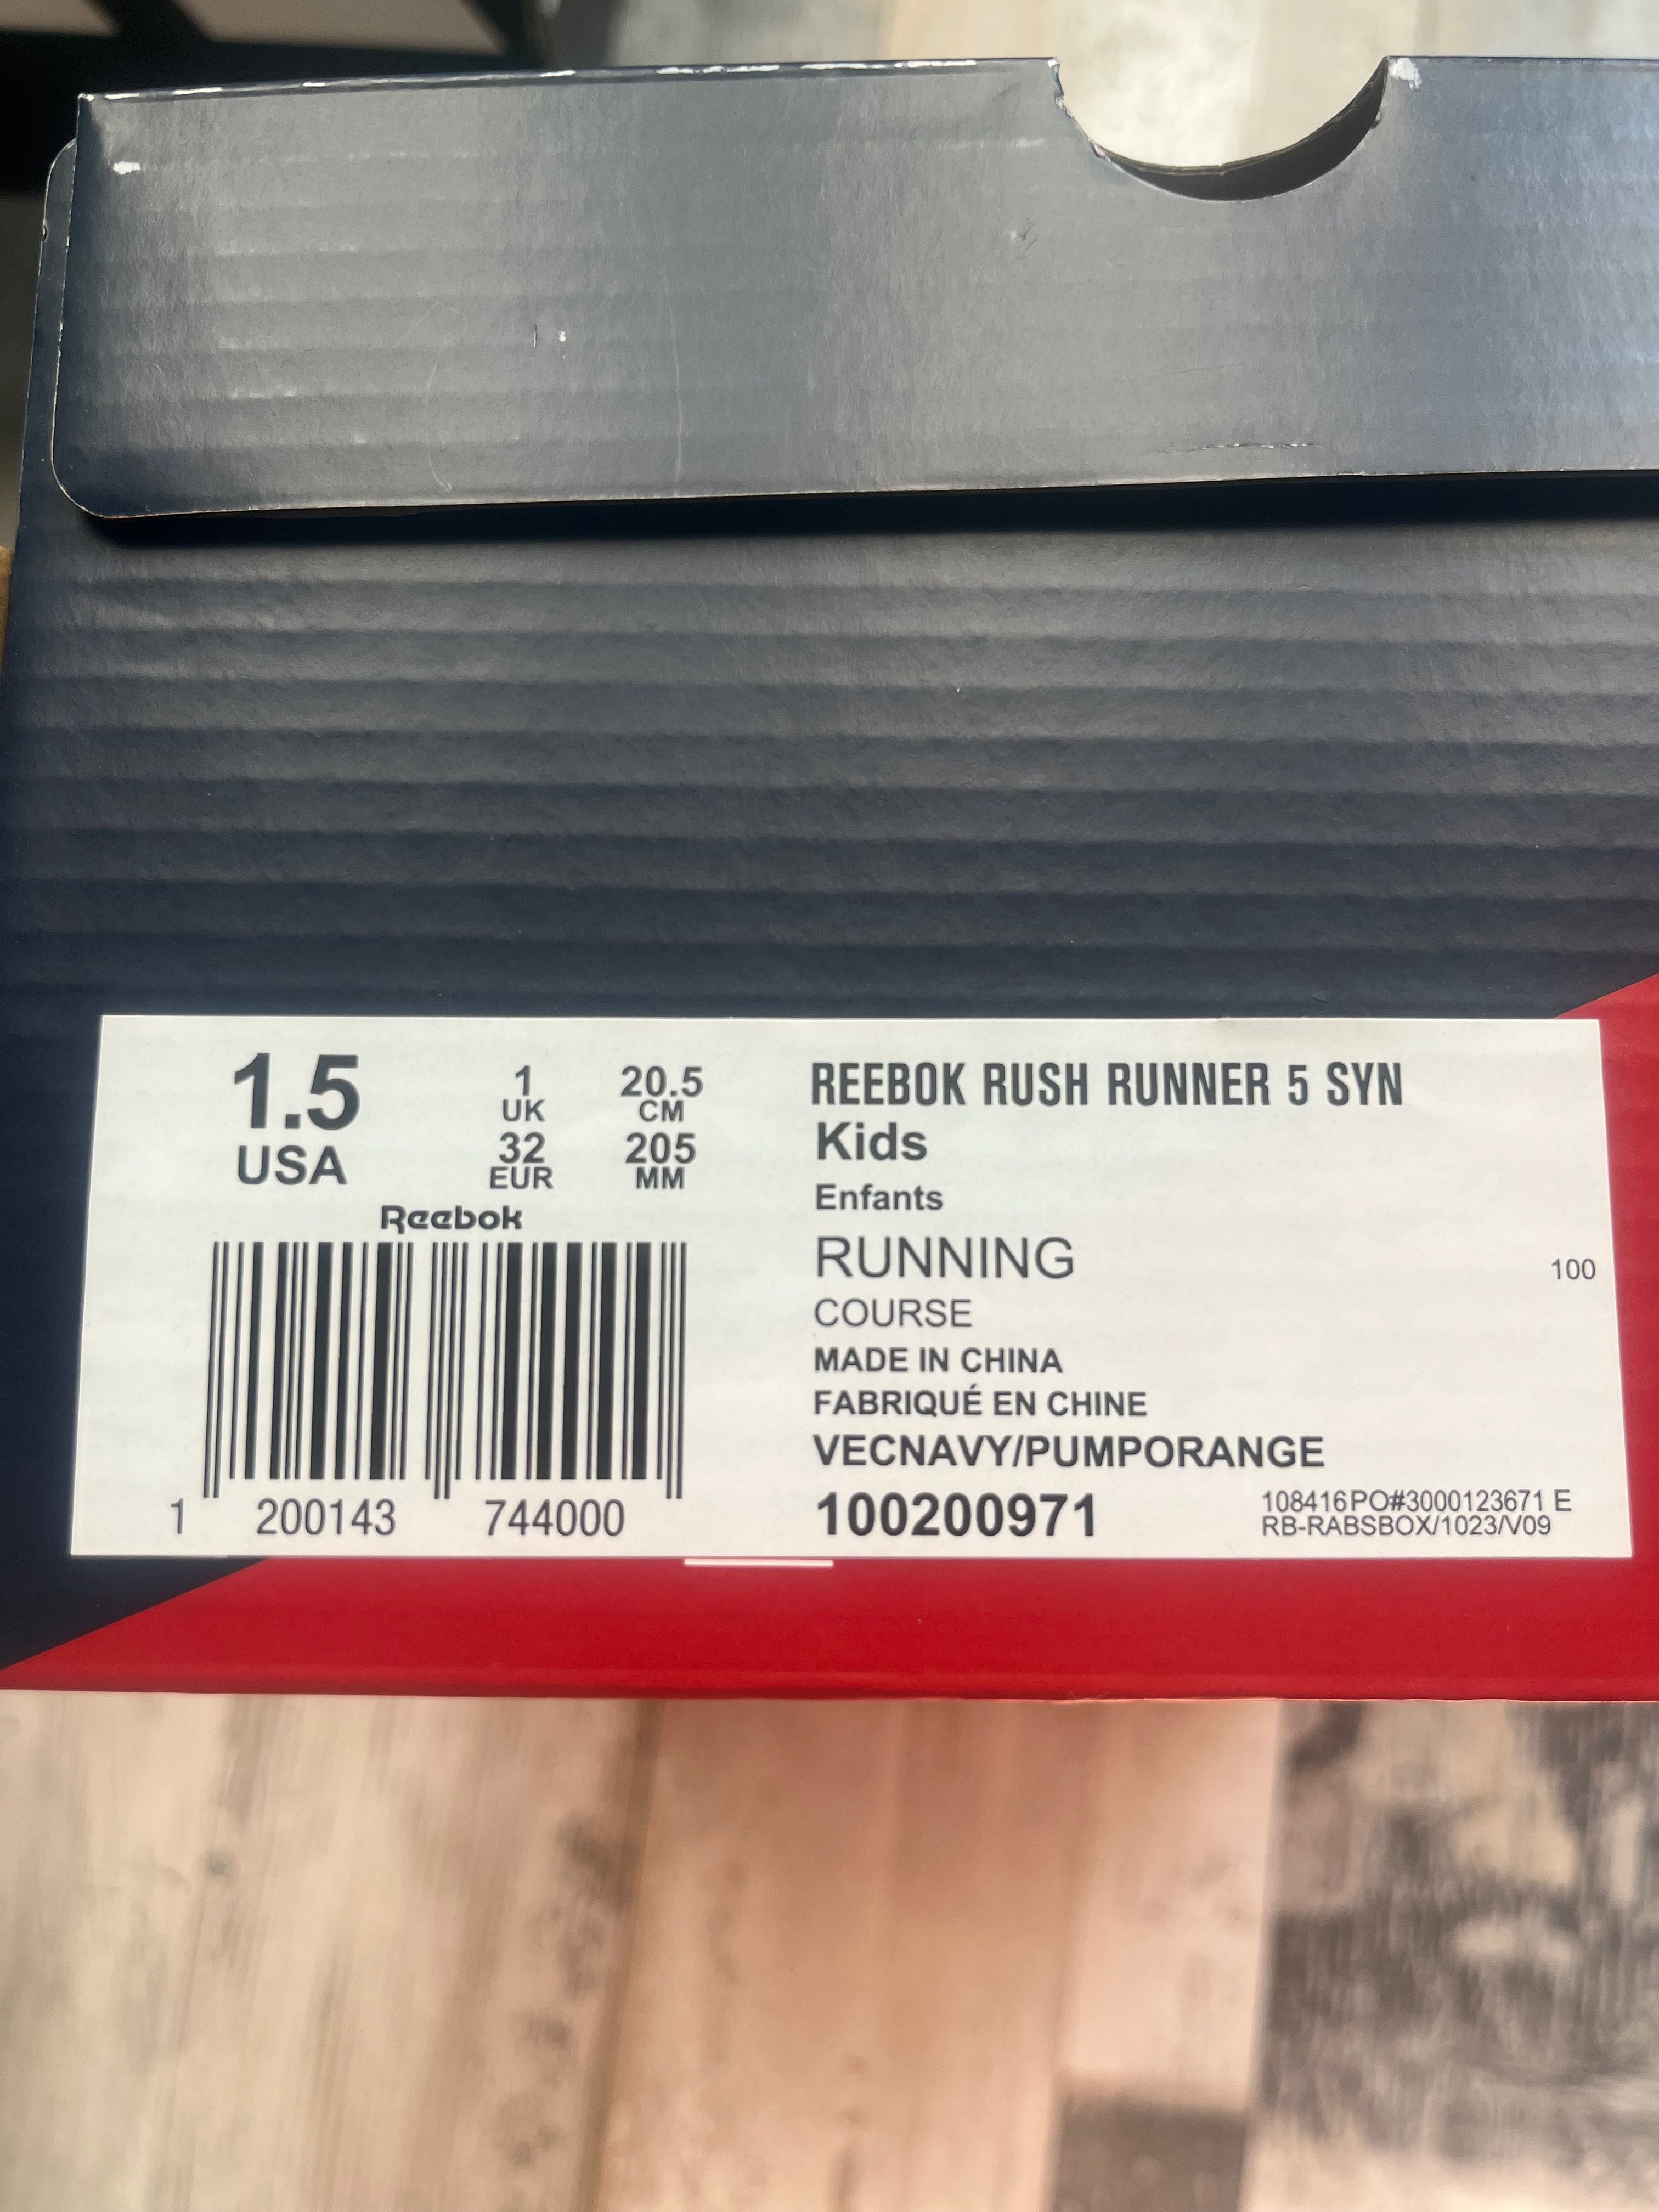 1.5
USA
1
UK
32
EUR
20.5
CM
205
MM
Reebok
1 200143 744000
REEBOK RUSH RUNNER 5 SYN
Kids
Enfants
RUNNING
COURSE
100
MADE IN CHINA
FABRIQUÉ EN CHINE
VECNAVY/PUMPORANGE
100200971
108416PO#3000123671 E
RB-RABSBOX/1023/V09